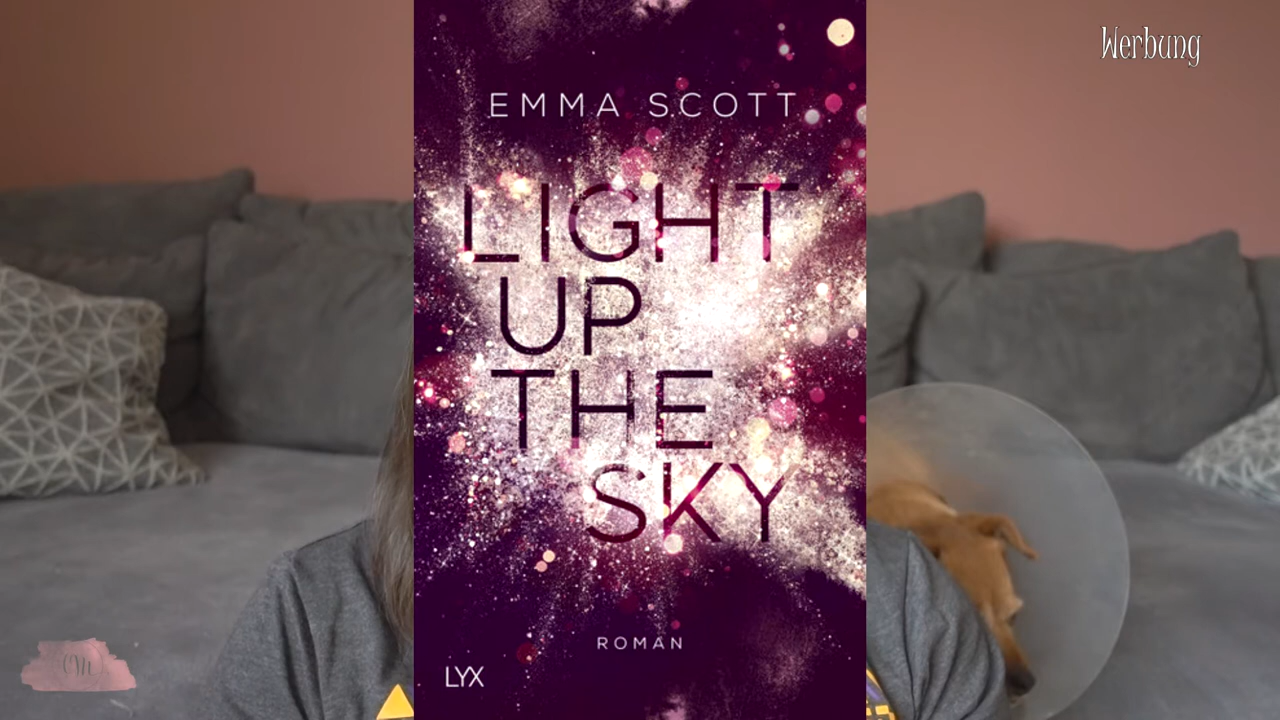 Werbung
EMMA SCOTT
LIGHT
UP
THE
SKY
ROMAN
LYX